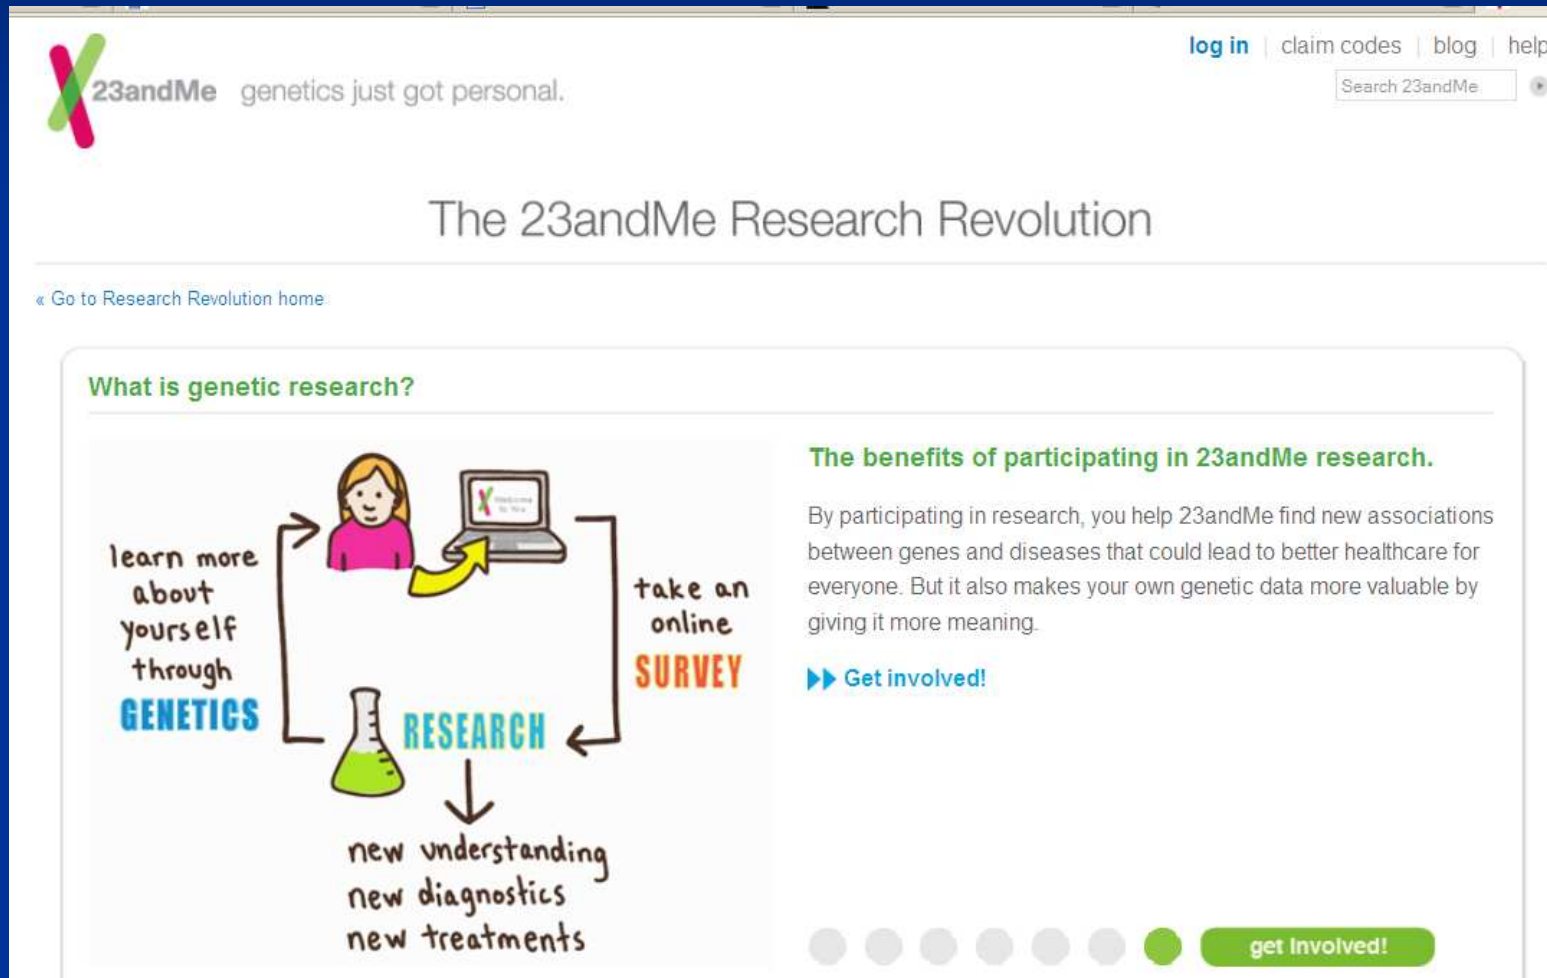 23andMe genetics just got personal.
log in | claim codes | blog | help
Search 23andMe
The 23andMe Research Revolution
« Go to Research Revolution home
What is genetic research?
learn more
about
yourself
through
GENETICS
Welcome
to You
take an
online
SURVEY
RESEARCH
new understanding
new diagnostics
new treatments
The benefits of participating in 23andMe research.
By participating in research, you help 23andMe find new associations
between genes and diseases that could lead to better healthcare for
everyone. But it also makes your own genetic data more valuable by
giving it more meaning.
Get involved!
get Involved!